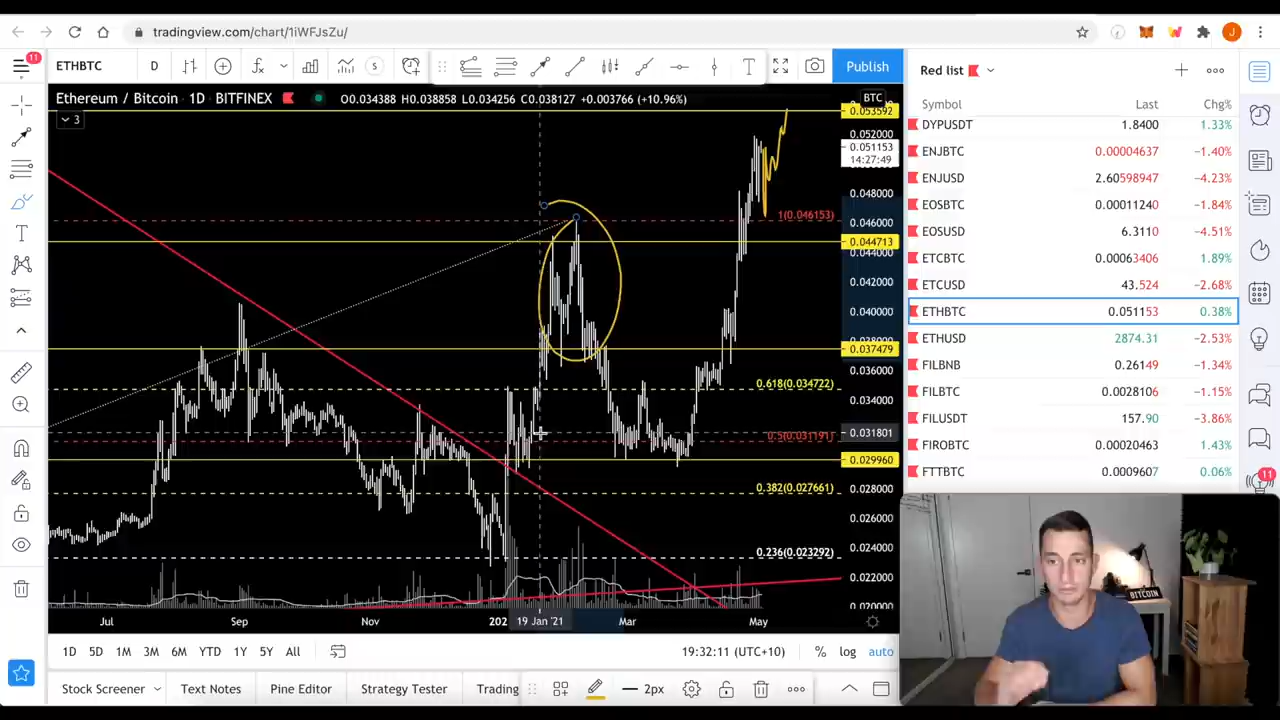 tradingview.com/chart/1iWFJsZu/
J
11
ETHBTC
D
S
Publish
Ethereum / Bitcoin · 1D · BITFINEX
O0.034388 H0.038858 L0.034256 C0.038127 +0.003766 (+10.96%)
3
BTC
0.053592
0.052000
0.051153
14:27:49
0.048000
1(0.046153)
0.046000
0.044713
0.044000
0.042000
0.040000
0.037479
0.036000
0.618(0.034722)
0.034000
0.031801
0.5(0.031191)
0.029960
0.382(0.027661)
0.028000
0.026000
0.236(0.023292)
0.024000
0.022000
0.020000
Jul Sep Nov 202 19 Jan '21 Mar May
1D 5D 1M 3M 6M YTD 1Y 5Y All
19:32:11 (UTC+10) % log auto
Stock Screener Text Notes Pine Editor Strategy Tester Trading
2px
Red list
Symbol Last Chg%
DYPUSDT 1.8400 1.33%
ENJBTC 0.00004637 −1.40%
ENJUSD 2.60598947 −4.23%
EOSBTC 0.00011240 −1.84%
EOSUSD 6.3110 −4.51%
ETCBTC 0.00063406 1.89%
ETCUSD 43.524 −2.68%
ETHBTC 0.051153 0.38%
ETHUSD 2874.31 −2.53%
FILBNB 0.26149 −1.34%
FILBTC 0.0028106 −1.15%
FILUSDT 157.90 −3.86%
FIROBTC 0.00020463 1.43%
FTTBTC 0.0009607 0.06%
11
BITCOIN